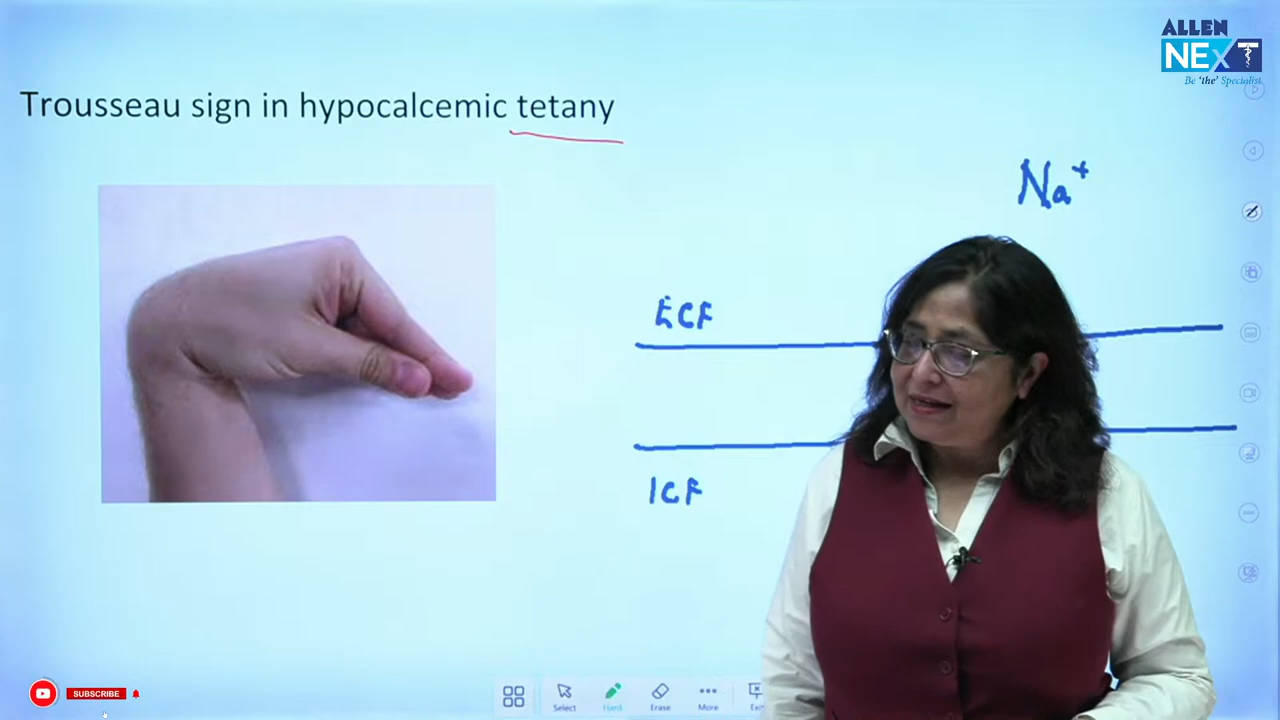 ALLEN
NExT
Be 'the' Specialist
Trousseau sign in hypocalcemic tetany
Na+
ECF
ICF
SUBSCRIBE
Select
Hard
Erase
More